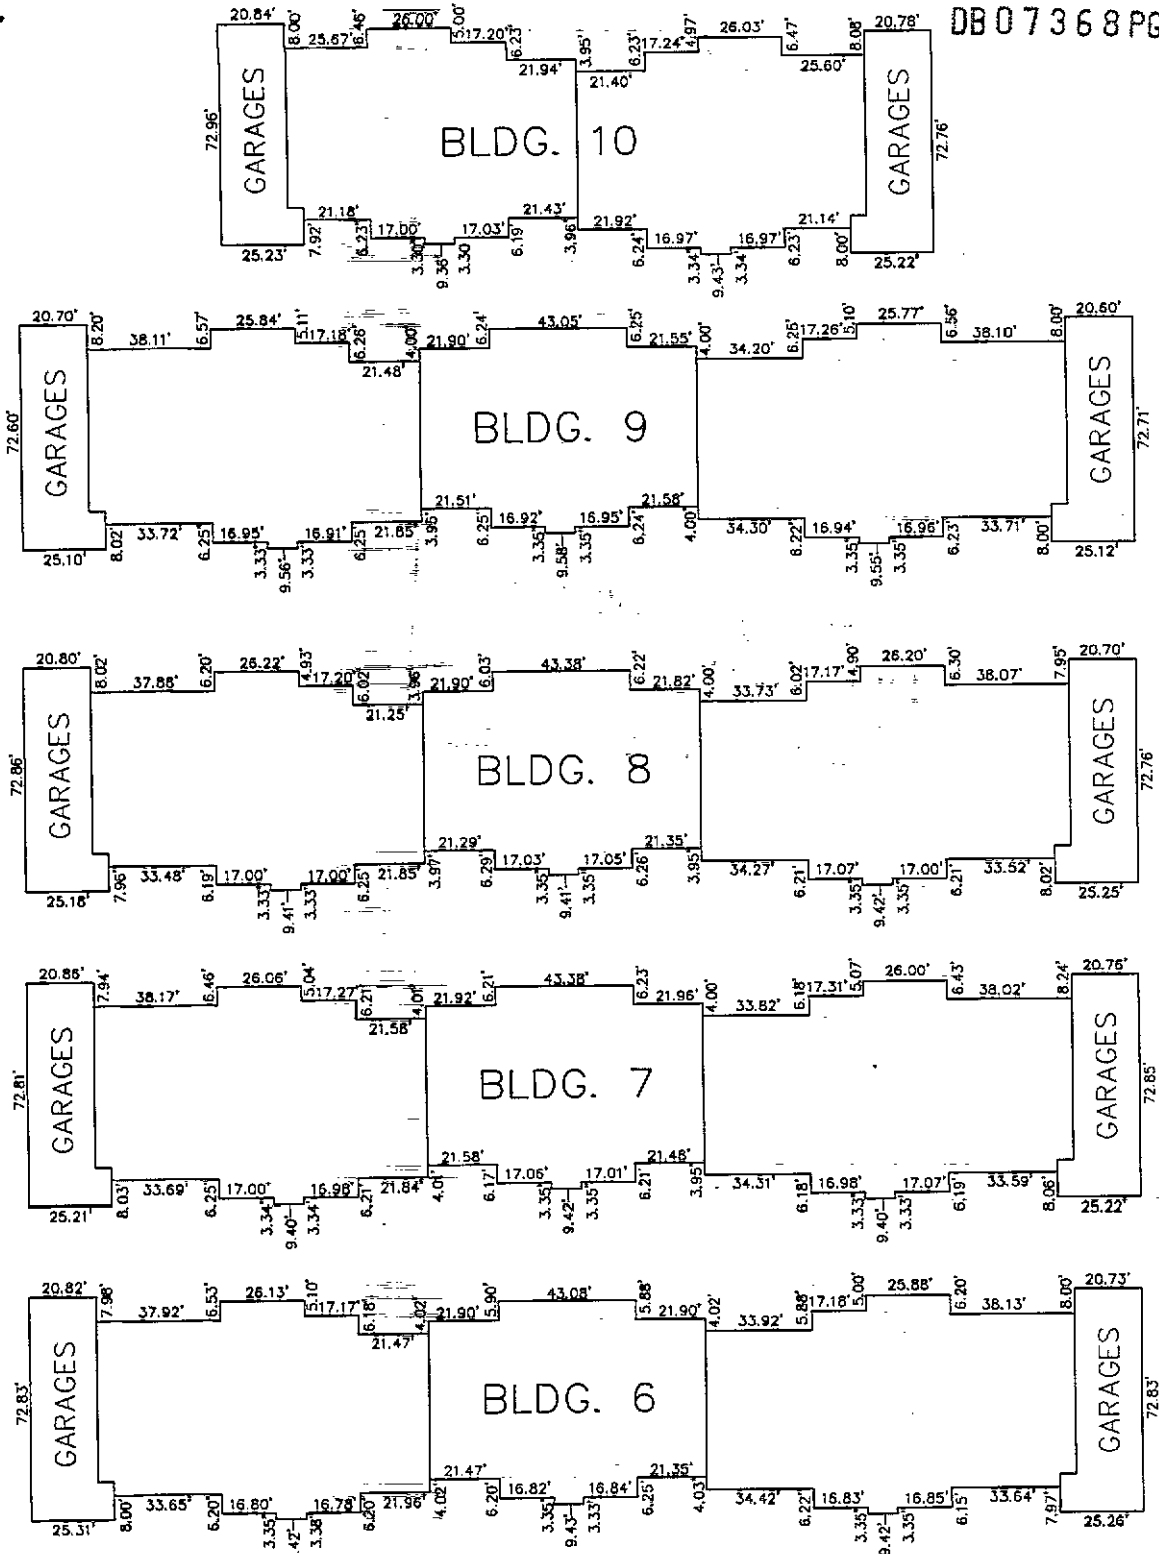 DB07368PG
20.84' 8.00' 25.67' 6.46' 26.00' 5.00' 17.20' 6.23' 21.94' 3.95' 21.40' 6.23' 17.24' 4.97' 26.03' 6.47' 25.60' 8.08' 20.78'
72.96' GARAGES BLDG. 10 GARAGES 72.76'
25.23' 7.92' 21.18' 6.23' 17.00' 3.30' 9.36' 3.30 17.03' 6.19' 21.43' 3.96' 21.92' 6.24' 16.97' 3.34' 9.43' 3.34' 16.97' 6.23' 21.14' 8.00' 25.22'
20.70' 8.20' 38.11' 6.57' 25.84' 5.11' 17.18' 6.26' 21.48' 4.00' 21.90' 6.24' 43.05' 6.25' 21.55' 4.00' 34.20' 6.25' 17.26' 5.10' 25.77' 6.56' 38.10' 8.00' 20.60'
72.60' GARAGES BLDG. 9 GARAGES 72.71'
25.10' 8.02' 33.72' 6.25' 16.95' 3.33' 9.56' 3.33' 16.91' 6.25' 21.85' 3.95' 21.51' 6.25' 16.92' 3.35' 9.58' 3.35' 16.95' 6.24' 21.58' 4.00' 34.30' 6.22' 16.94' 3.35' 9.55' 3.35' 16.96' 6.23' 33.71' 8.00' 25.12'
20.80' 8.02' 37.88' 6.20' 26.22' 4.93' 17.20' 6.02' 21.25' 3.96' 21.90' 6.03' 43.38' 6.22' 21.82' 4.00' 33.73' 6.02' 17.17' 4.90' 26.20' 6.30' 38.07' 7.95' 20.70'
72.86' GARAGES BLDG. 8 GARAGES 72.76'
25.18' 7.96' 33.48' 6.19' 17.00' 3.33' 9.41' 3.33' 17.00' 6.25' 21.85' 3.97' 21.29' 6.29' 17.03' 3.35' 9.41' 3.35' 17.05' 6.26' 21.35' 3.95' 34.27' 6.21' 17.07 3.35' 9.42' 3.35' 17.00' 6.21' 33.52' 8.02' 25.25'
20.86' 7.94' 38.17' 6.46' 26.06' 5.04' 17.27' 6.21' 21.58' 4.01' 21.92' 6.21' 43.38' 6.23' 21.96' 4.00' 33.82' 6.18' 17.31' 5.07' 26.00' 6.43' 38.02' 8.24' 20.76'
72.81' GARAGES BLDG. 7 GARAGES 72.85'
25.21' 8.03' 33.69' 6.25' 17.00' 3.34' 9.40' 3.34' 16.98' 6.21' 21.84' 4.01' 21.58' 6.17' 17.06' 3.35' 9.42' 3.35' 17.01' 6.21' 21.48' 3.95' 34.31' 6.18' 16.98' 3.33' 9.40' 3.33' 17.07' 6.19' 33.59' 8.06' 25.22'
20.82' 7.98' 37.92' 6.53' 26.13' 5.10' 17.17' 6.18' 21.47' 4.02' 21.90' 5.90' 43.08' 5.88' 21.90' 4.02' 33.92' 5.88' 17.18' 5.00' 25.88' 6.20' 38.13' 8.00' 20.73'
72.83' GARAGES BLDG. 6 GARAGES 72.83'
25.31' 8.00' 33.65' 6.20' 16.80' 3.35' .42' 3.38' 16.78' 6.20' 21.96' 4.02' 21.47' 6.20' 16.82' 3.35' 9.43' 3.33' 16.84' 6.25' 21.35' 4.03' 34.42' 6.22' 16.83' 3.35' 9.42' 3.35' 16.85' 6.15' 33.64' 7.97' 25.26'